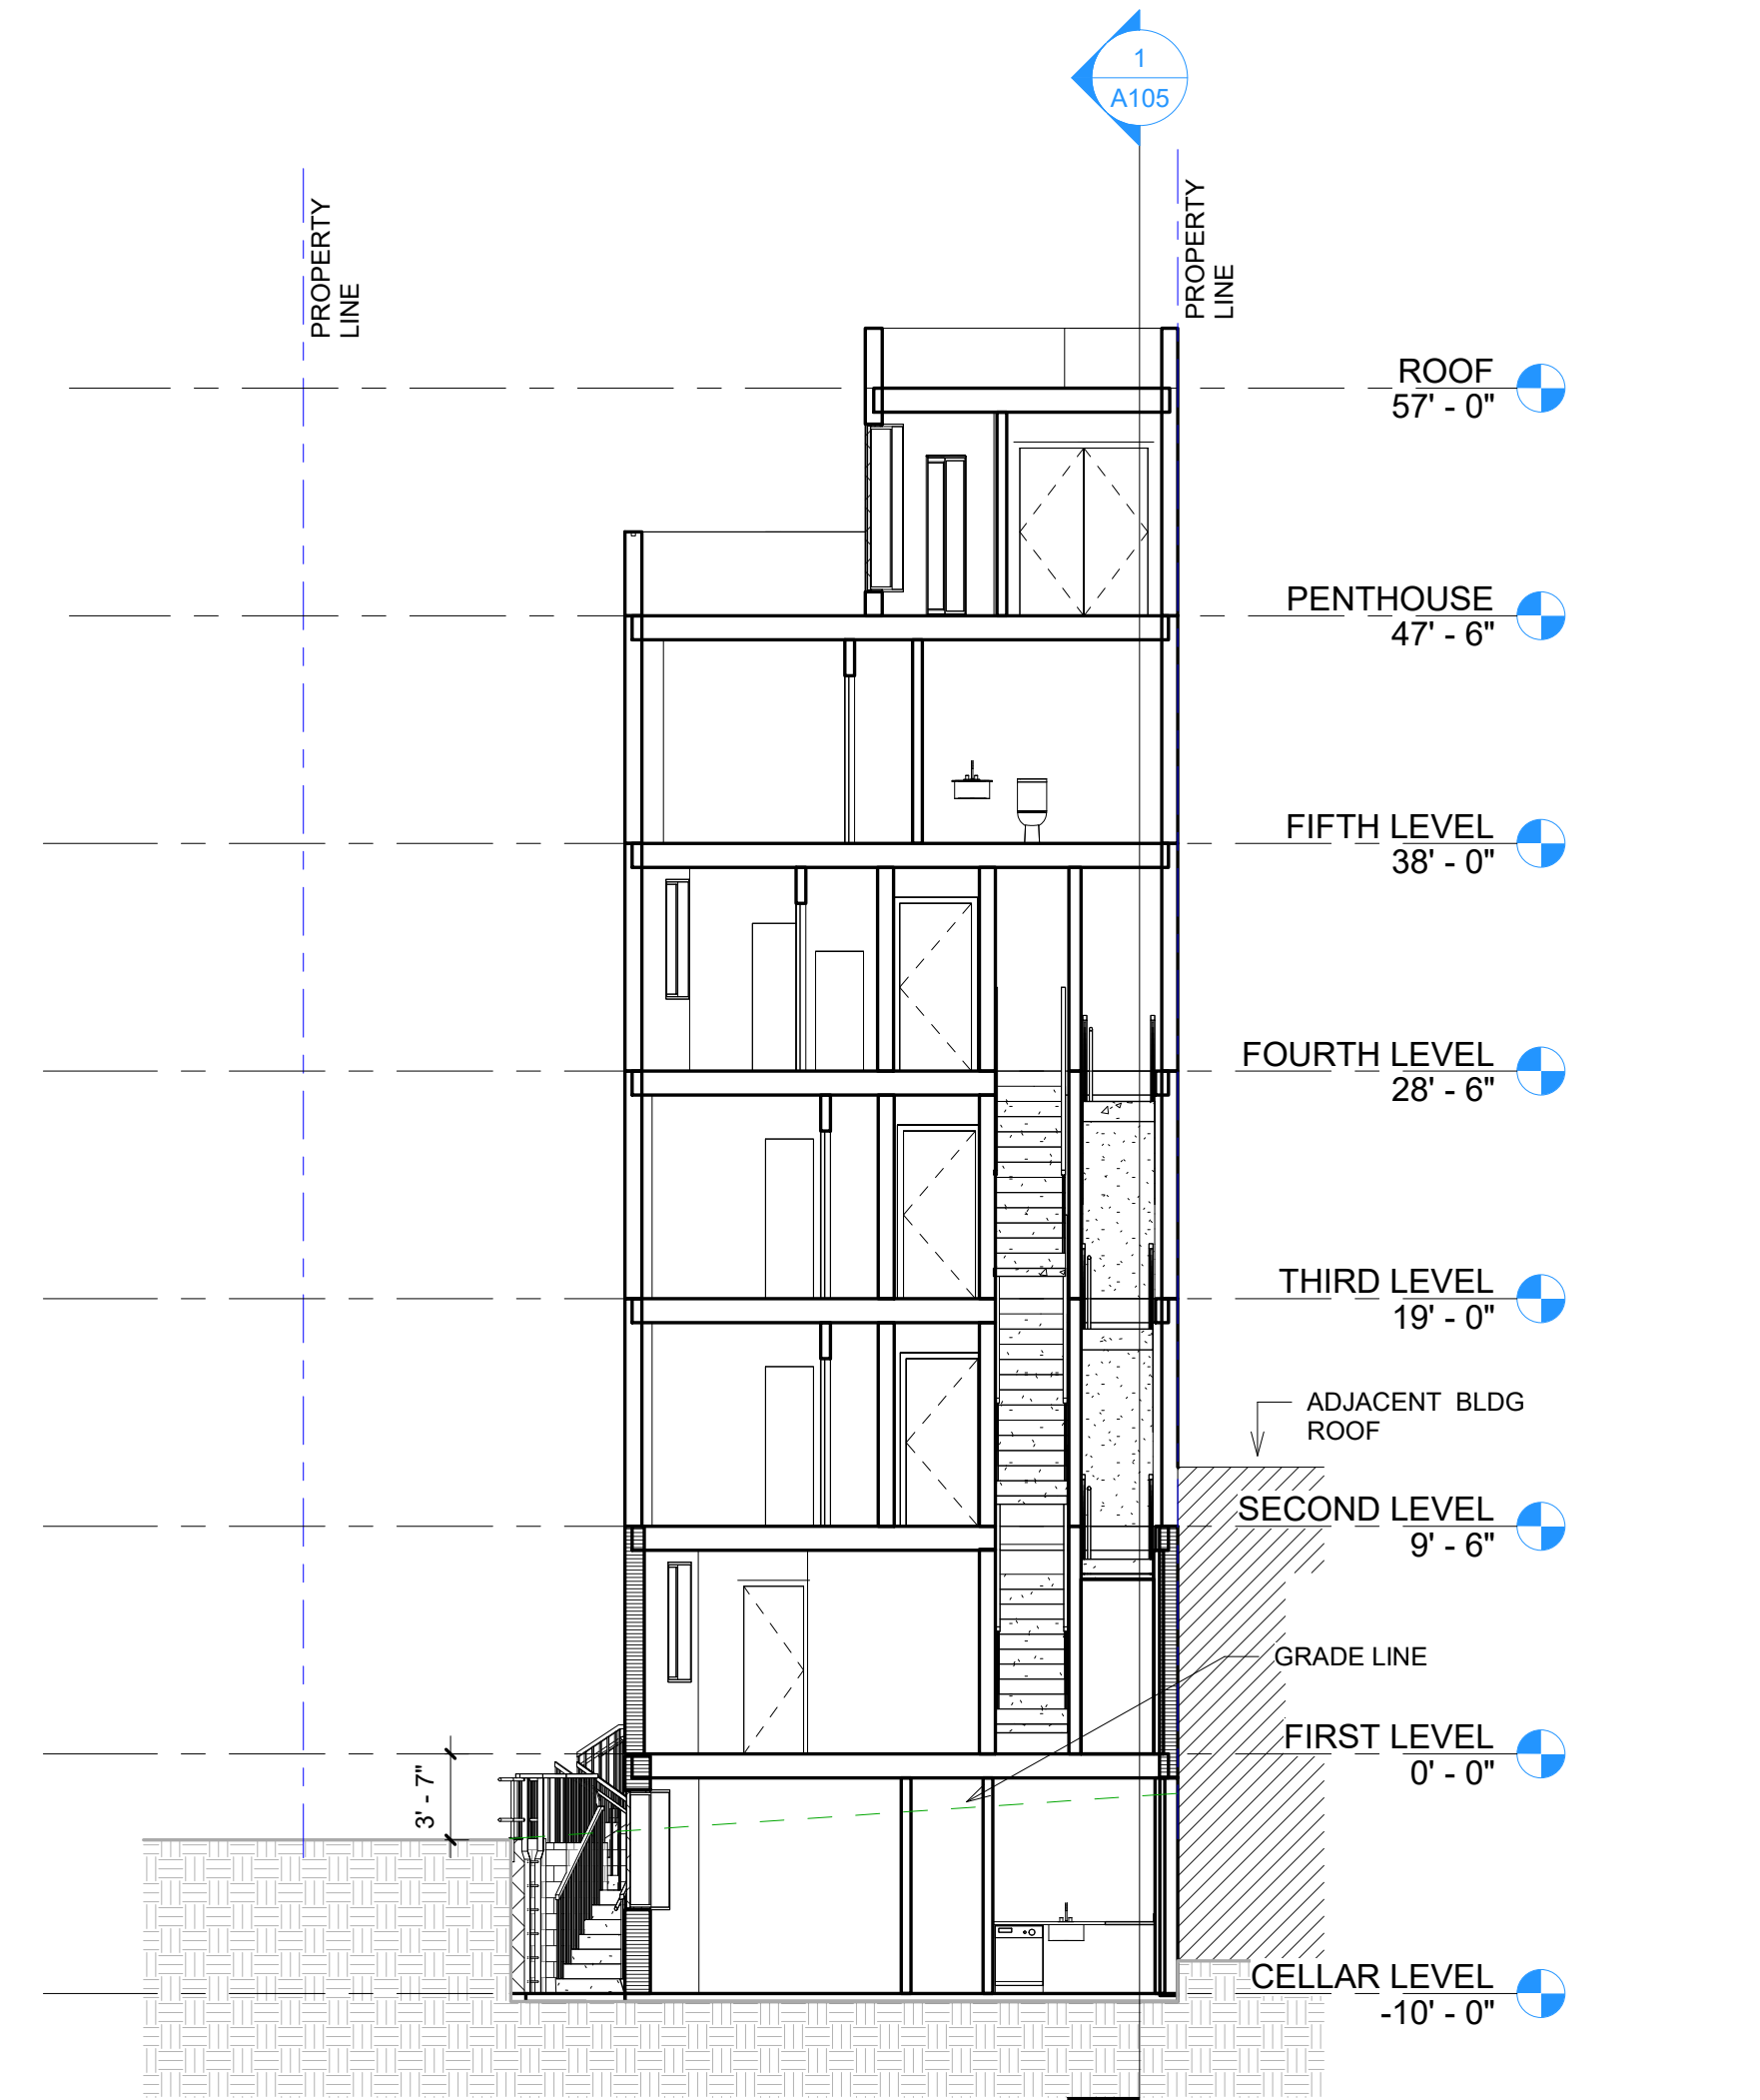 1
A105
PROPERTY
LINE
PROPERTY
LINE
ROOF
57' - 0"
PENTHOUSE
47' - 6"
FIFTH LEVEL
38' - 0"
FOURTH LEVEL
28' - 6"
THIRD LEVEL
19' - 0"
ADJACENT BLDG
ROOF
SECOND LEVEL
9' - 6"
GRADE LINE
FIRST LEVEL
0' - 0"
3' - 7"
CELLAR LEVEL
-10' - 0"